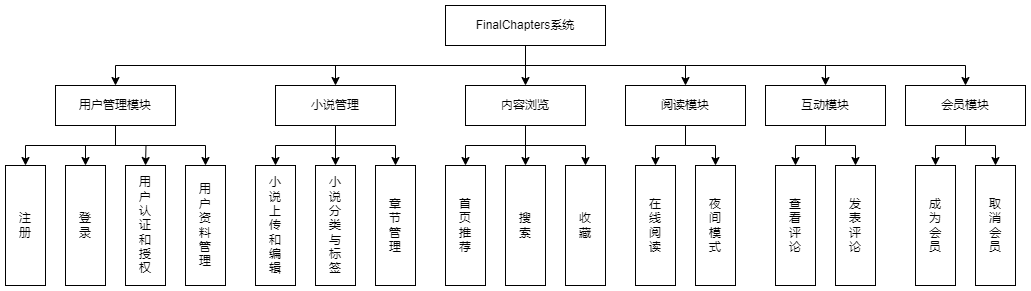 FinalChapters系统
用户管理模块
小说管理
内容浏览
阅读模块
互动模块
会员模块
注册
登录
用户认证和授权
用户资料管理
小说上传和编辑
小说分类与标签
章节管理
首页推荐
搜索
收藏
在线阅读
夜间模式
查看评论
发表评论
成为会员
取消会员